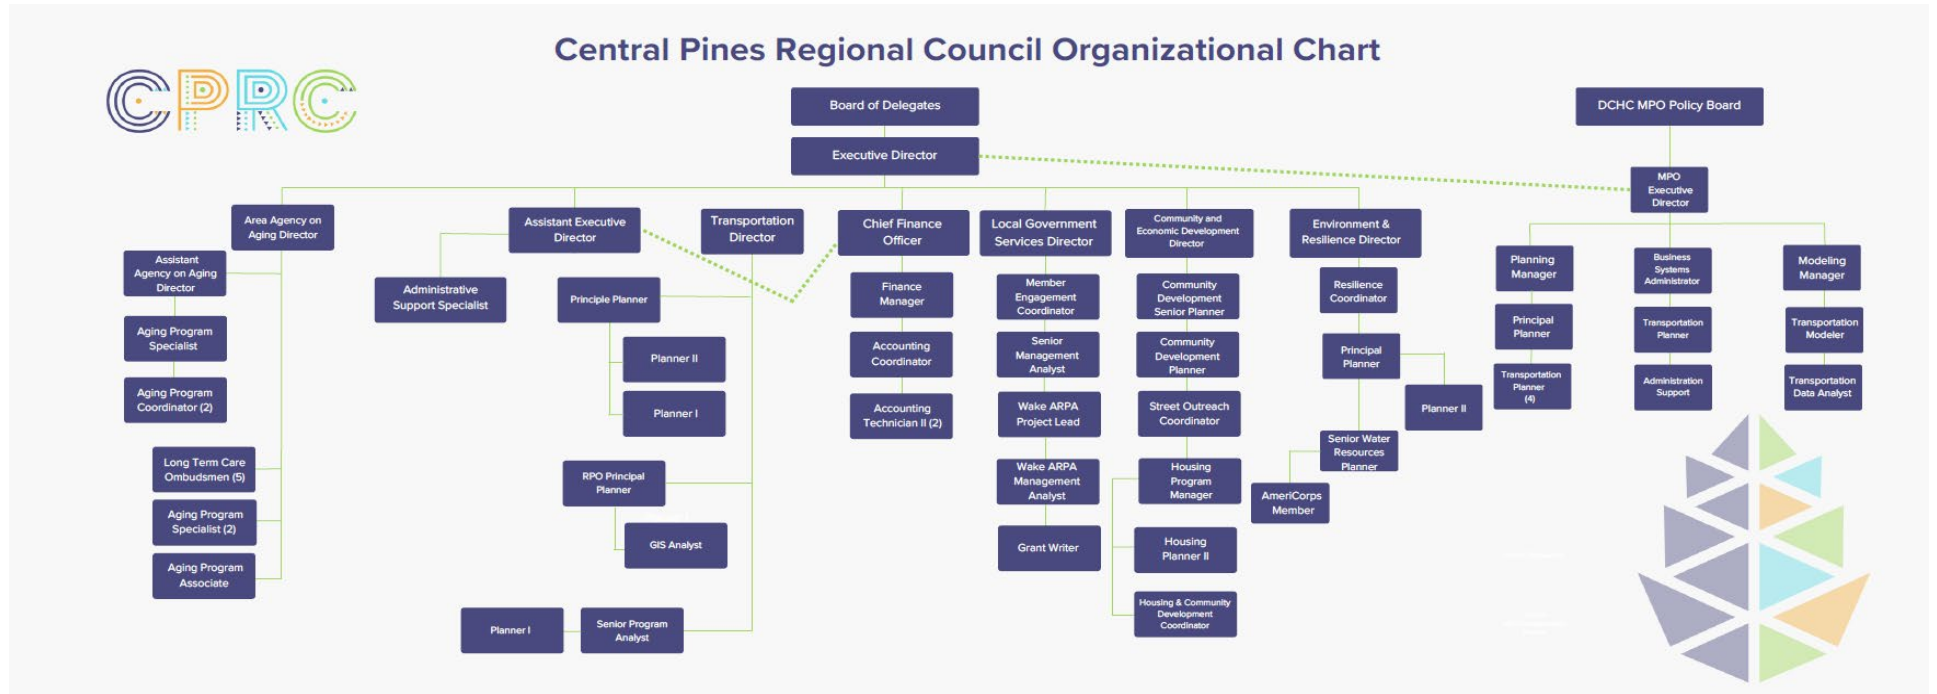 Central Pines Regional Council Organizational Chart
CPRC
Board of Delegates
DCHC MPO Policy Board
Executive Director
MPO
Executive
Director
Area Agency on
Aging Director
Assistant Executive
Director
Transportation
Director
Chief Finance
Officer
Local Government
Services Director
Community and
Economic Development
Director
Environment &
Resilience Director
Assistant
Agency on Aging
Director
Aging Program
Specialist
Aging Program
Coordinator (2)
Long Term Care
Ombudsmen (5)
Aging Program
Specialist (2)
Aging Program
Associate
Administrative
Support Specialist
Principle Planner
Planner II
Planner I
RPO Principal
Planner
GIS Analyst
Planner I
Senior Program
Analyst
Finance
Manager
Accounting
Coordinator
Accounting
Technician II (2)
Member
Engagement
Coordinator
Senior
Management
Analyst
Wake ARPA
Project Lead
Wake ARPA
Management
Analyst
Grant Writer
Community
Development
Senior Planner
Community
Development
Planner
Street Outreach
Coordinator
Housing
Program
Manager
Housing
Planner II
Housing & Community
Development
Coordinator
Resilience
Coordinator
Principal
Planner
Planner II
Senior Water
Resources
Planner
AmeriCorps
Member
Planning
Manager
Principal
Planner
Transportation
Planner
(4)
Business
Systems
Administrator
Transportation
Planner
Administration
Support
Modeling
Manager
Transportation
Modeler
Transportation
Data Analyst